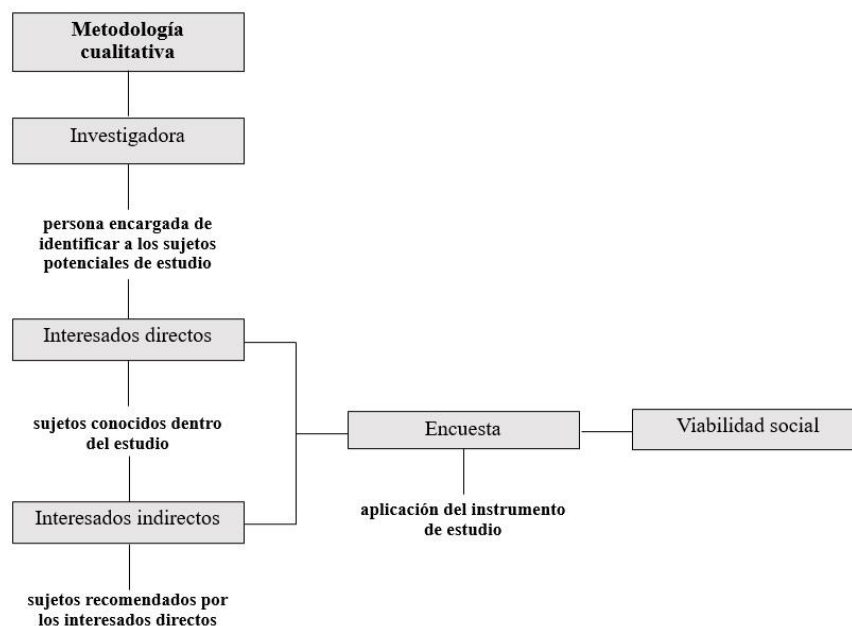 Metodología
cualitativa
Investigadora
persona encargada de
identificar a los sujetos
potenciales de estudio
Interesados directos
sujetos conocidos dentro
del estudio
Encuesta
Viabilidad social
Interesados indirectos
aplicación del instrumento
de estudio
sujetos recomendados por
los interesados directos